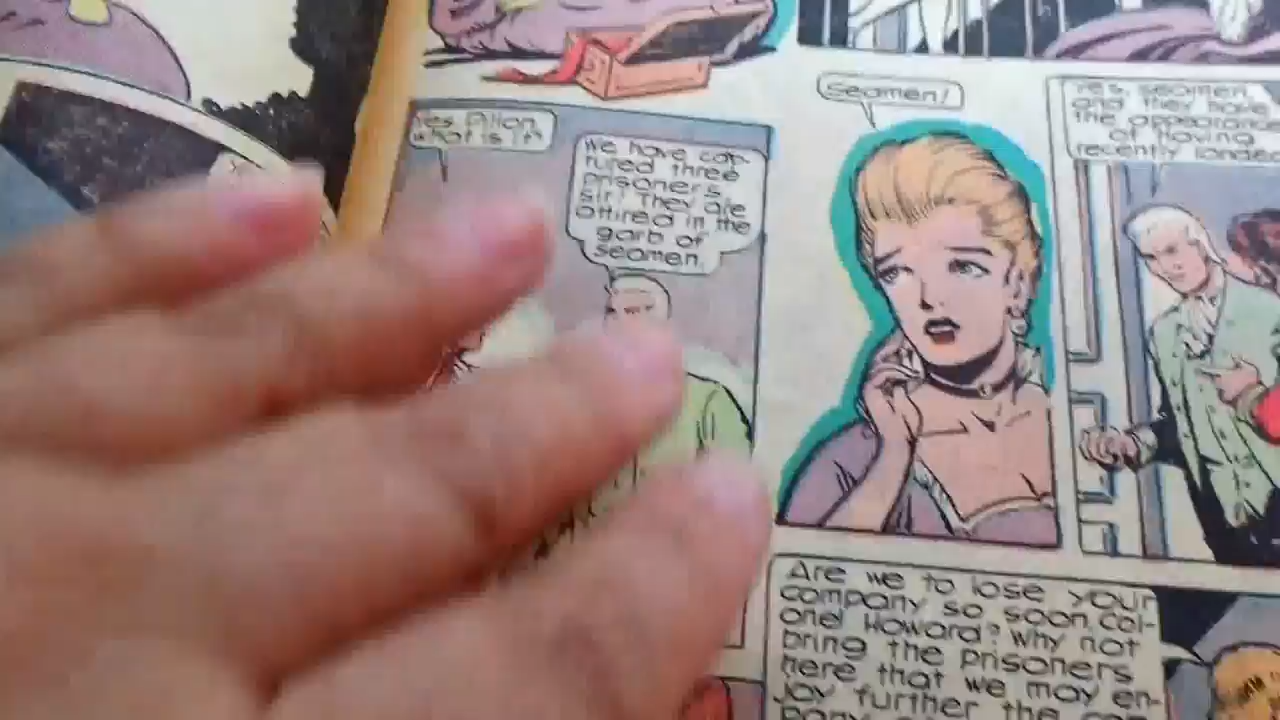 Yes Dillon,
what is it?
We have cap-
tured three
prisoners,
sir! They are
attired in the
garb of
seamen.
Seamen!
Yes, seamen,
and they have
the appearance
of having
recently landed
Are we to lose your
company so soon, Col-
onel Howard? Why not
bring the prisoners
here that we may en-
joy further the com-
pany